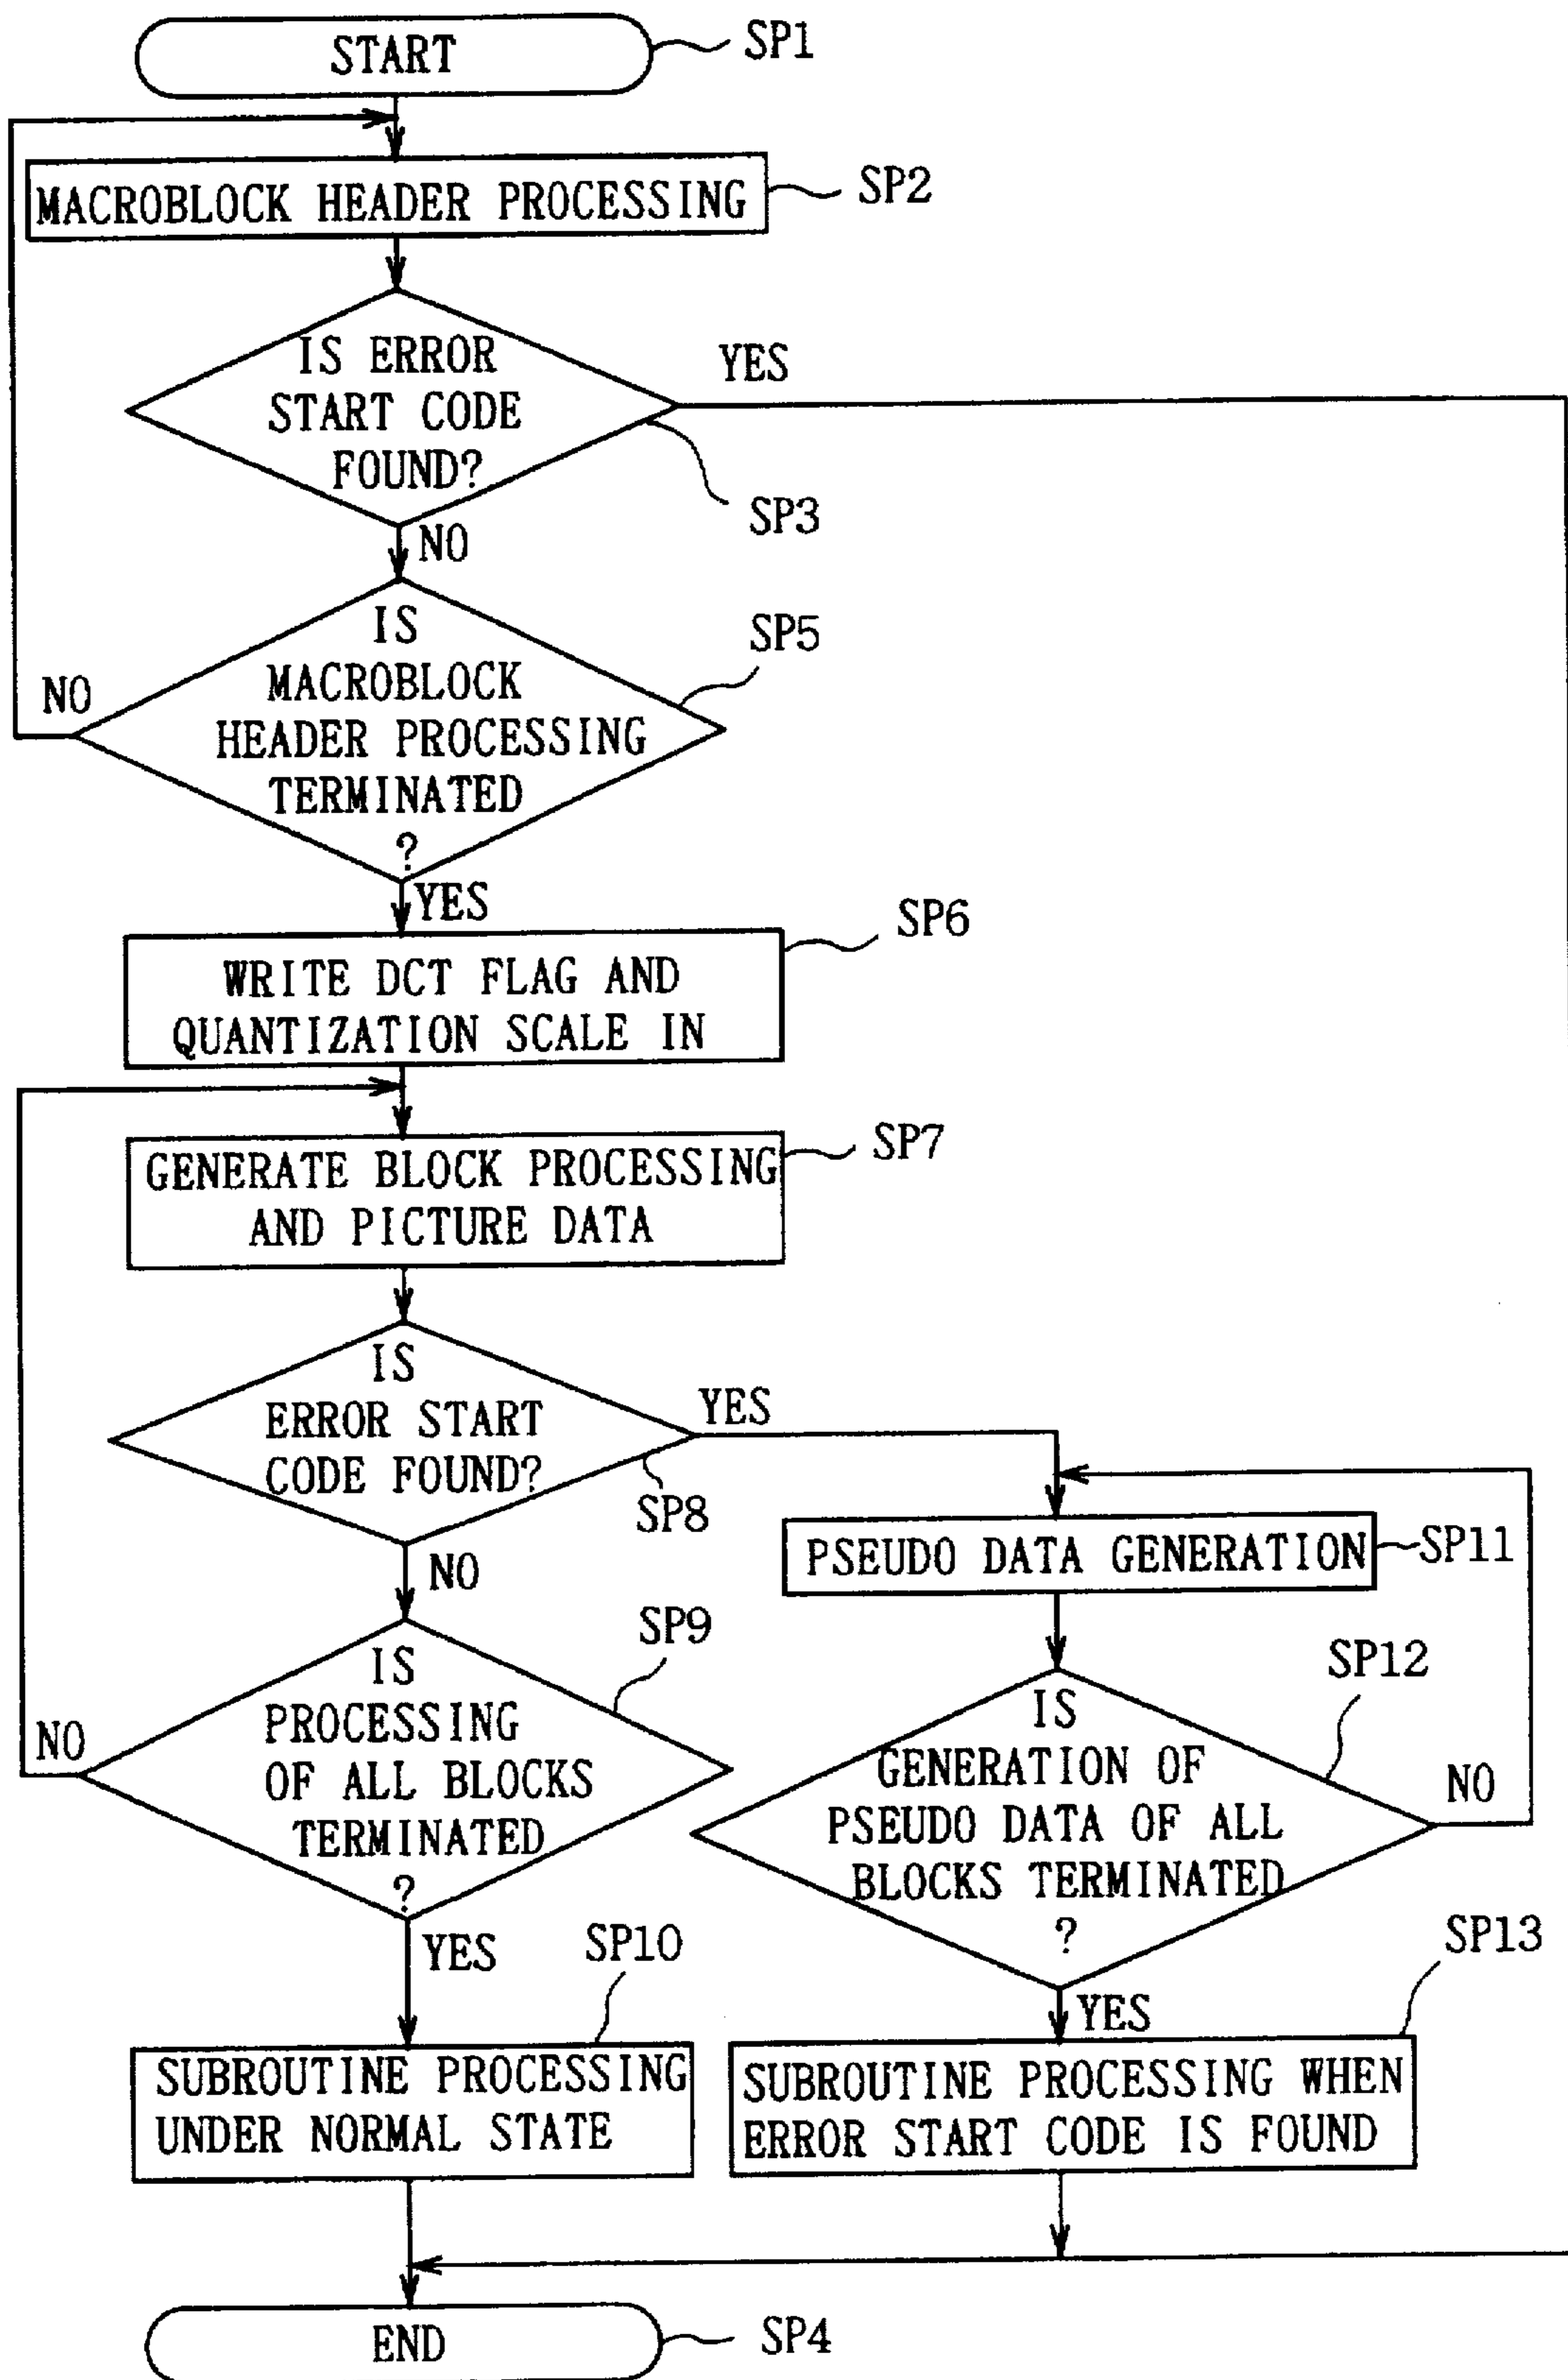 START
SP1
MACROBLOCK HEADER PROCESSING
SP2
IS ERROR
START CODE
FOUND?
YES
SP3
NO
IS
MACROBLOCK
HEADER PROCESSING
TERMINATED
?
SP5
NO
YES
WRITE DCT FLAG AND
QUANTIZATION SCALE IN
SP6
GENERATE BLOCK PROCESSING
AND PICTURE DATA
SP7
IS
ERROR START
CODE FOUND?
YES
SP8
NO
PSEUDO DATA GENERATION
SP11
IS
PROCESSING
OF ALL BLOCKS
TERMINATED
?
SP9
NO
YES
IS
GENERATION OF
PSEUDO DATA OF ALL
BLOCKS TERMINATED
?
SP12
NO
YES
SUBROUTINE PROCESSING
UNDER NORMAL STATE
SP10
SUBROUTINE PROCESSING WHEN
ERROR START CODE IS FOUND
SP13
END
SP4